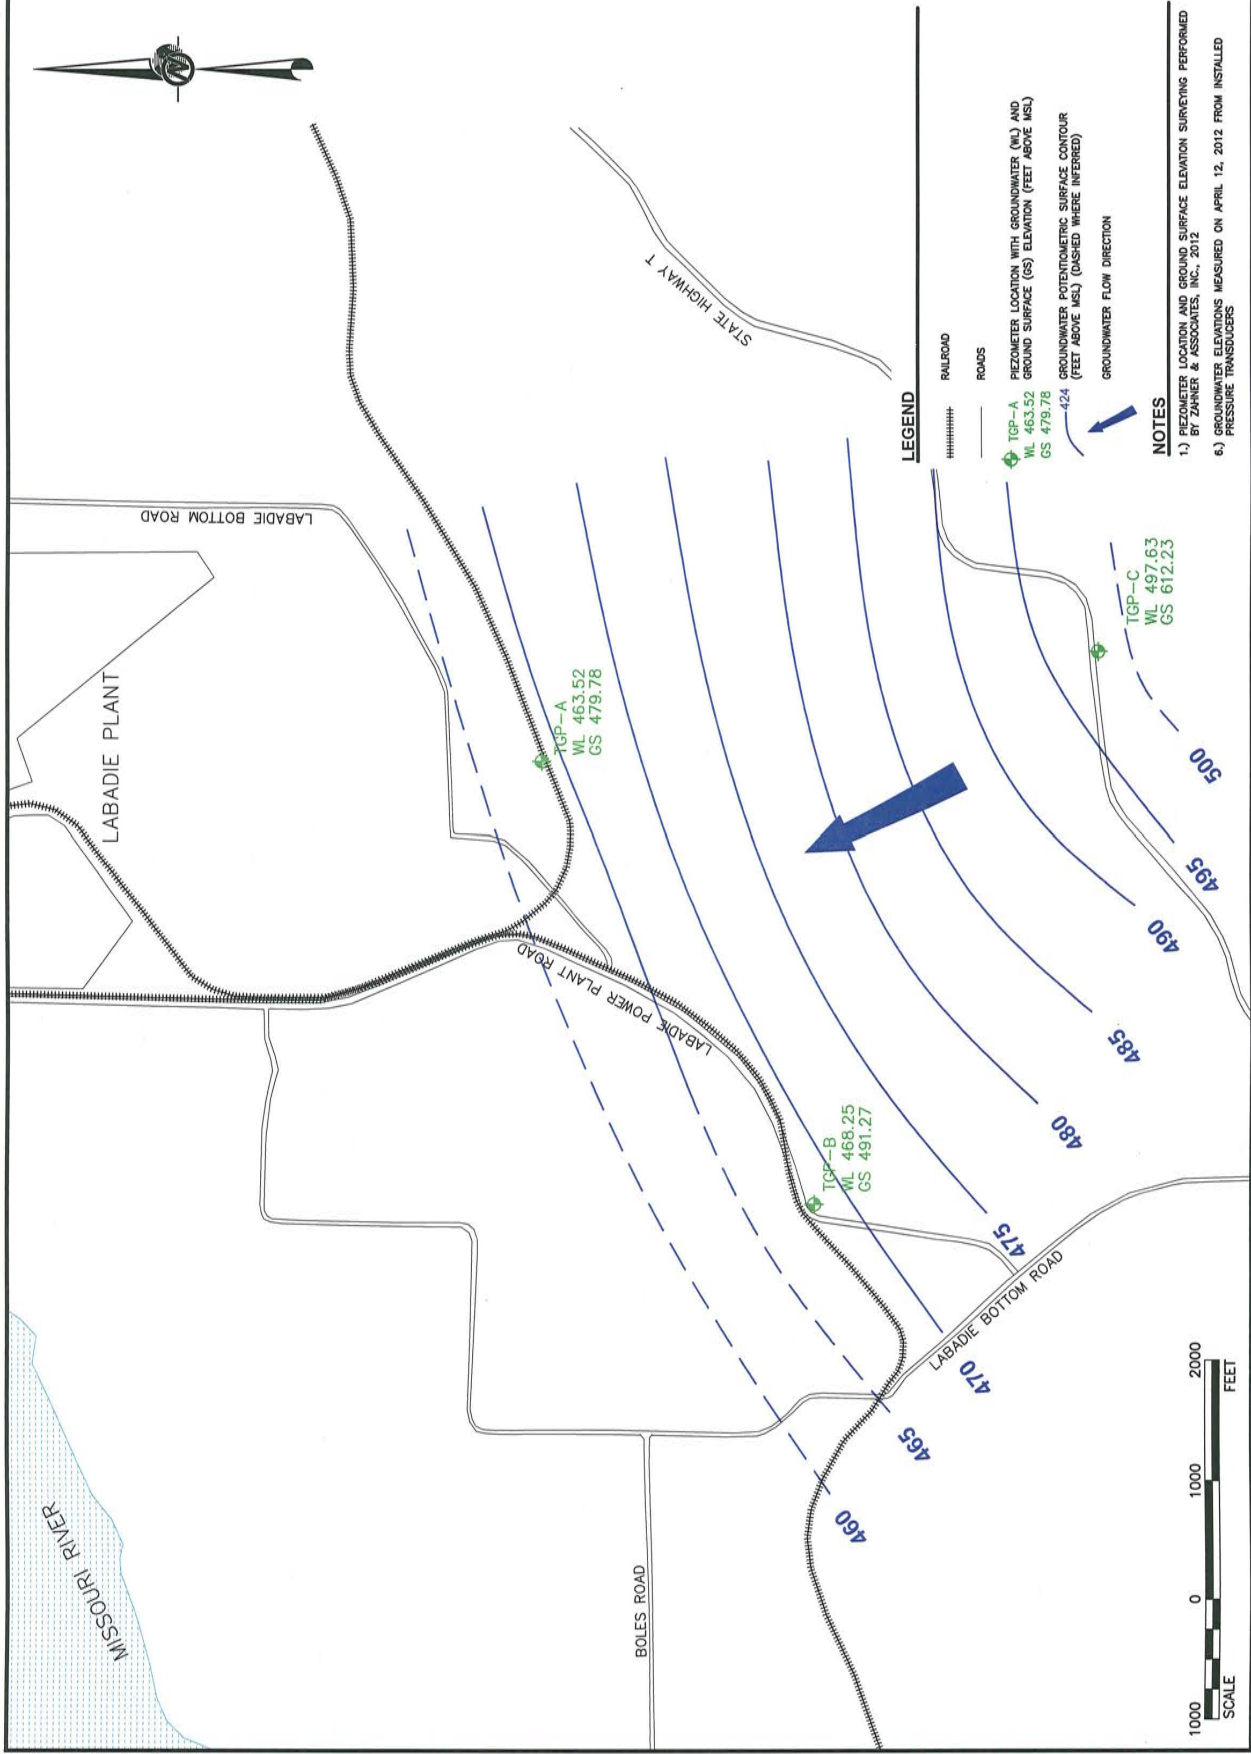 N
MISSOURI RIVER
LABADIE PLANT
LABADIE BOTTOM ROAD
STATE HIGHWAY T
LABADIE POWER PLANT ROAD
BOLES ROAD
LABADIE BOTTOM ROAD
TGP-A
WL 463.52
GS 479.78
TGP-B
WL 468.25
GS 491.27
TGP-C
WL 497.63
GS 612.23
460
465
470
475
480
485
490
495
500
1000
0
1000
2000
SCALE
FEET
LEGEND
RAILROAD
ROADS
TGP-A
WL 463.52
GS 479.78
PIEZOMETER LOCATION WITH GROUNDWATER (WL) AND
GROUND SURFACE (GS) ELEVATION (FEET ABOVE MSL)
424
GROUNDWATER POTENTIOMETRIC SURFACE CONTOUR
(FEET ABOVE MSL) (DASHED WHERE INFERRED)
GROUNDWATER FLOW DIRECTION
NOTES
1.) PIEZOMETER LOCATION AND GROUND SURFACE ELEVATION SURVEYING PERFORMED
BY ZAHNER & ASSOCIATES, INC., 2012
6.) GROUNDWATER ELEVATIONS MEASURED ON APRIL 12, 2012 FROM INSTALLED
PRESSURE TRANSDUCERS